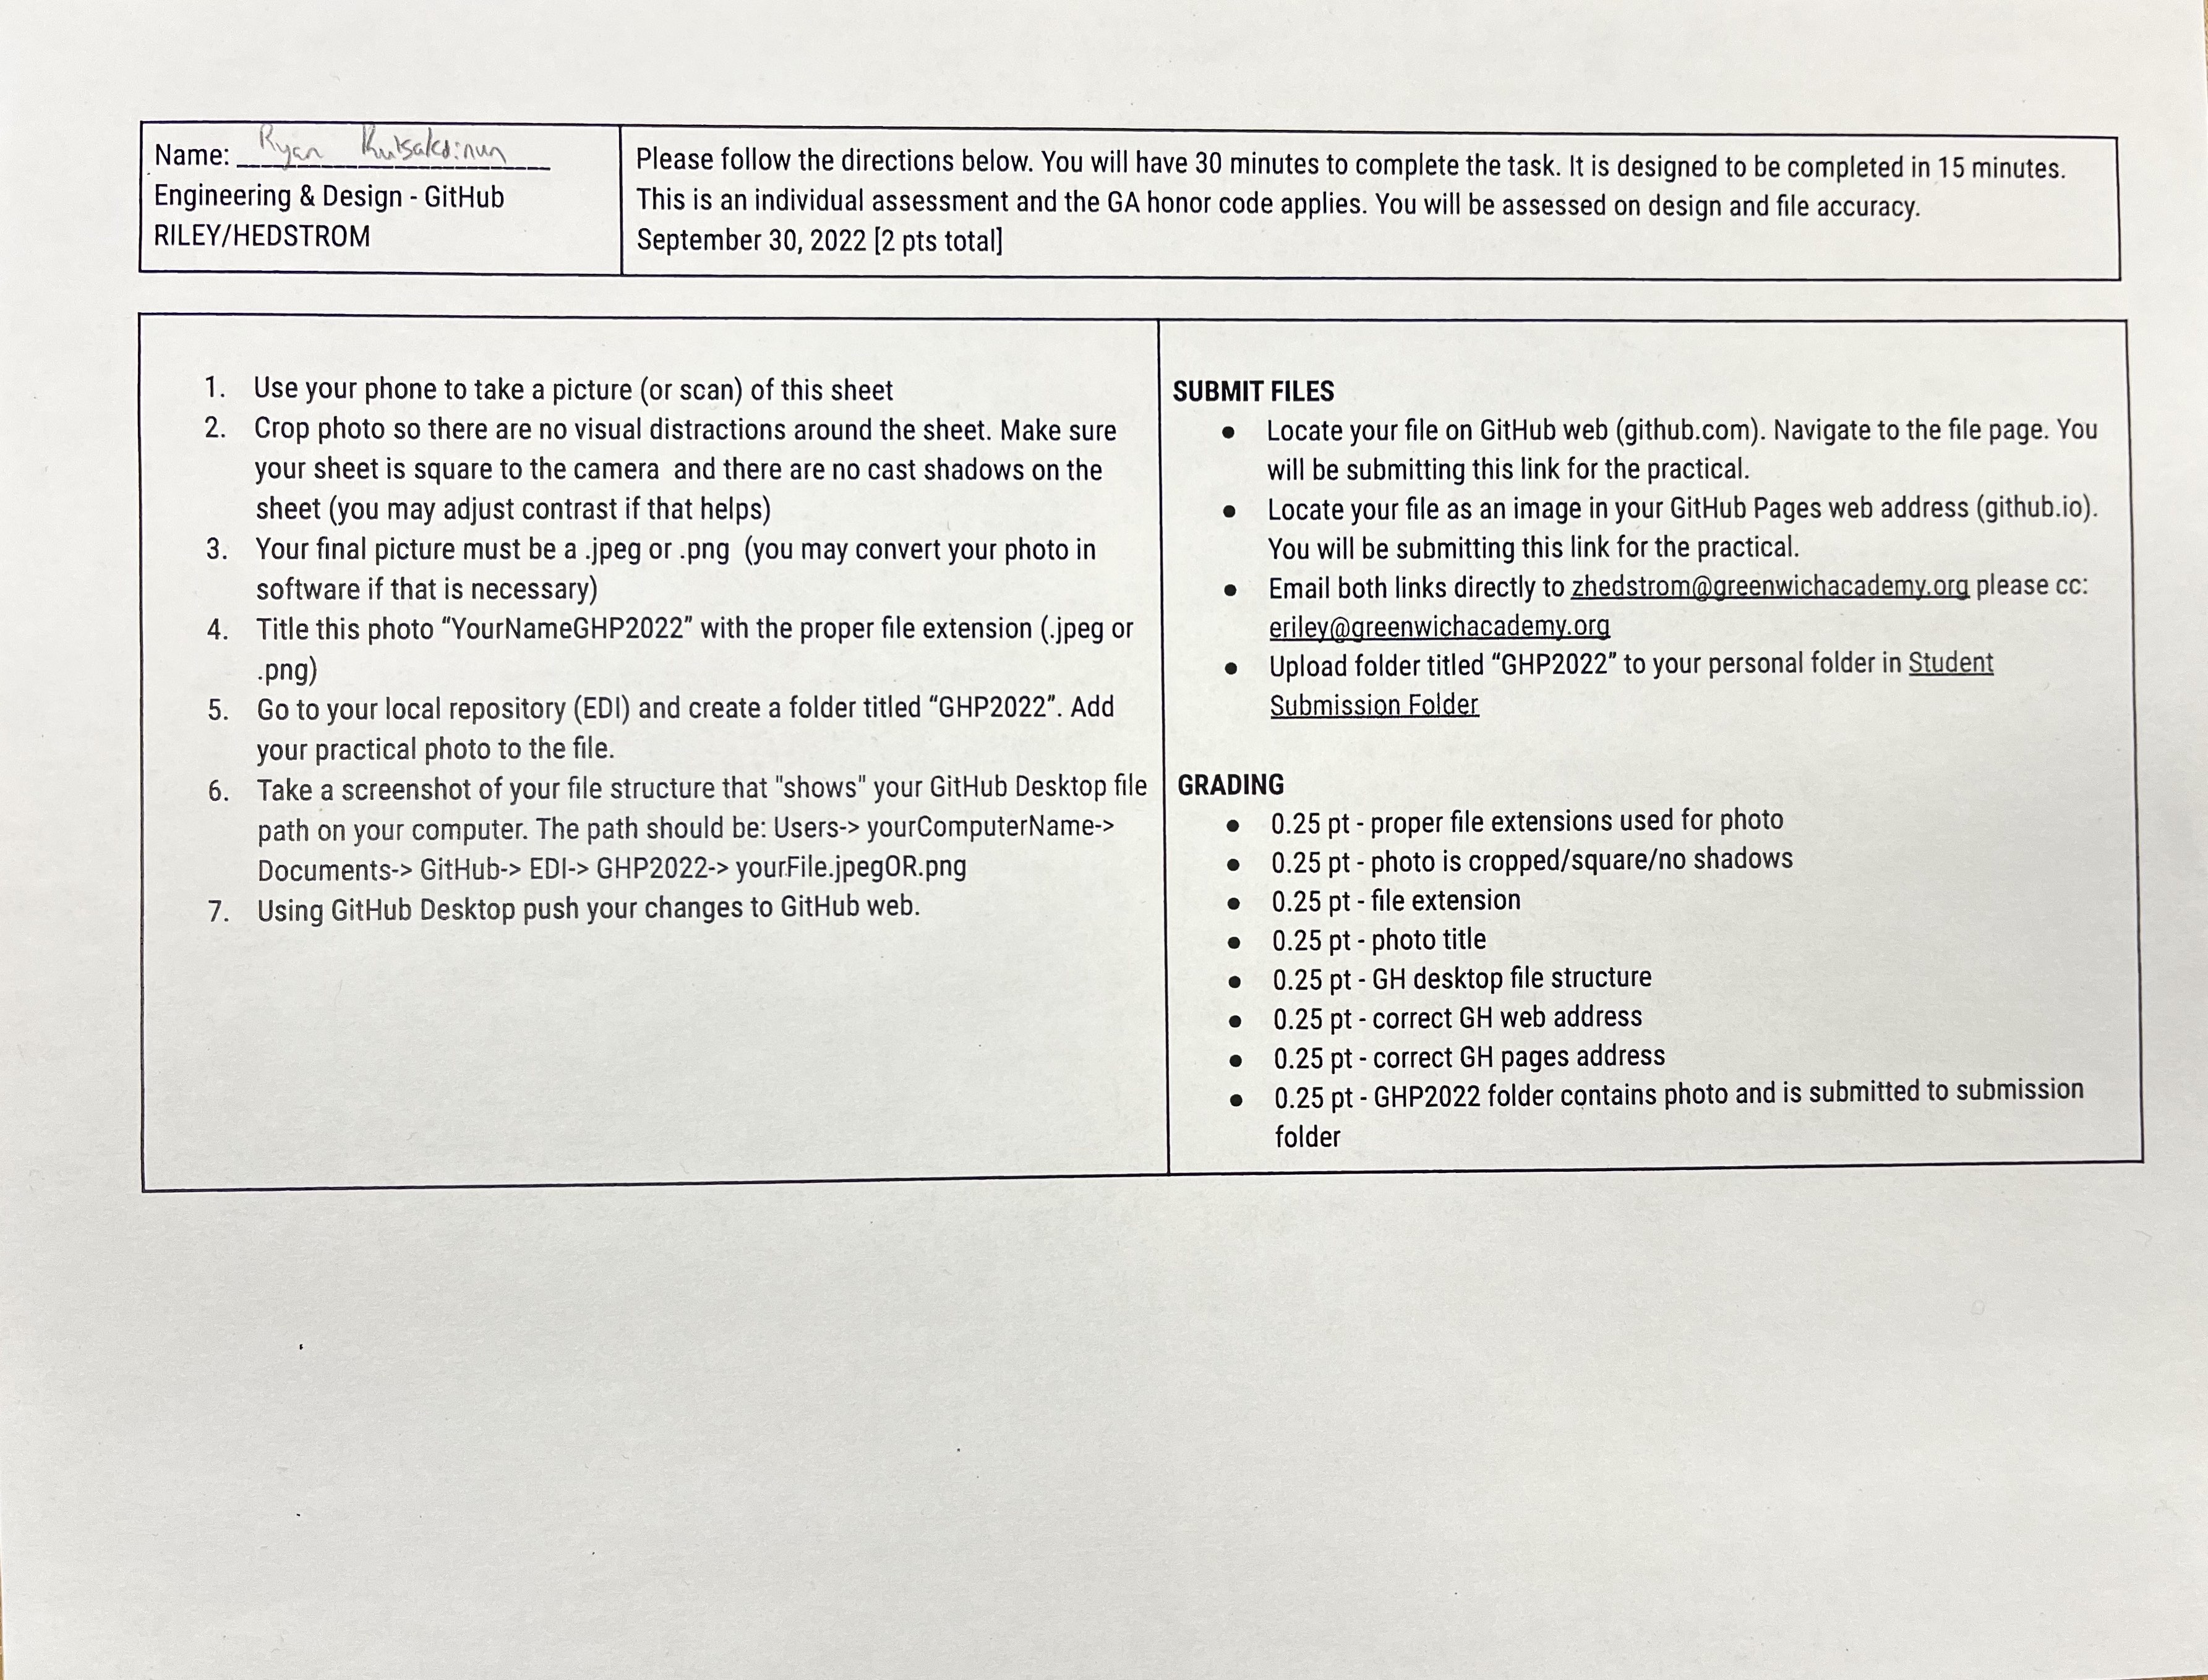 Name: Ryan
Engineering & Design - GitHub
RILEY/HEDSTROM
Please follow the directions below. You will have 30 minutes to complete the task. It is designed to be completed in 15 minutes.
This is an individual assessment and the GA honor code applies. You will be assessed on design and file accuracy.
September 30, 2022 [2 pts total]
1. Use your phone to take a picture (or scan) of this sheet
2. Crop photo so there are no visual distractions around the sheet. Make sure
your sheet is square to the camera and there are no cast shadows on the
sheet (you may adjust contrast if that helps)
3. Your final picture must be a .jpeg or .png (you may convert your photo in
software if that is necessary)
4. Title this photo “YourNameGHP2022” with the proper file extension (.jpeg or
.png)
5. Go to your local repository (EDI) and create a folder titled “GHP2022”. Add
your practical photo to the file.
6. Take a screenshot of your file structure that "shows" your GitHub Desktop file
path on your computer. The path should be: Users-> yourComputerName->
Documents-> GitHub-> EDI-> GHP2022-> yourFile.jpegOR.png
7. Using GitHub Desktop push your changes to GitHub web.
SUBMIT FILES
● Locate your file on GitHub web (github.com). Navigate to the file page. You
will be submitting this link for the practical.
● Locate your file as an image in your GitHub Pages web address (github.io).
You will be submitting this link for the practical.
● Email both links directly to zhedstrom@greenwichacademy.org please cc:
eriley@greenwichacademy.org
● Upload folder titled “GHP2022” to your personal folder in Student
Submission Folder
GRADING
● 0.25 pt - proper file extensions used for photo
● 0.25 pt - photo is cropped/square/no shadows
● 0.25 pt - file extension
● 0.25 pt - photo title
● 0.25 pt - GH desktop file structure
● 0.25 pt - correct GH web address
● 0.25 pt - correct GH pages address
● 0.25 pt - GHP2022 folder contains photo and is submitted to submission
folder